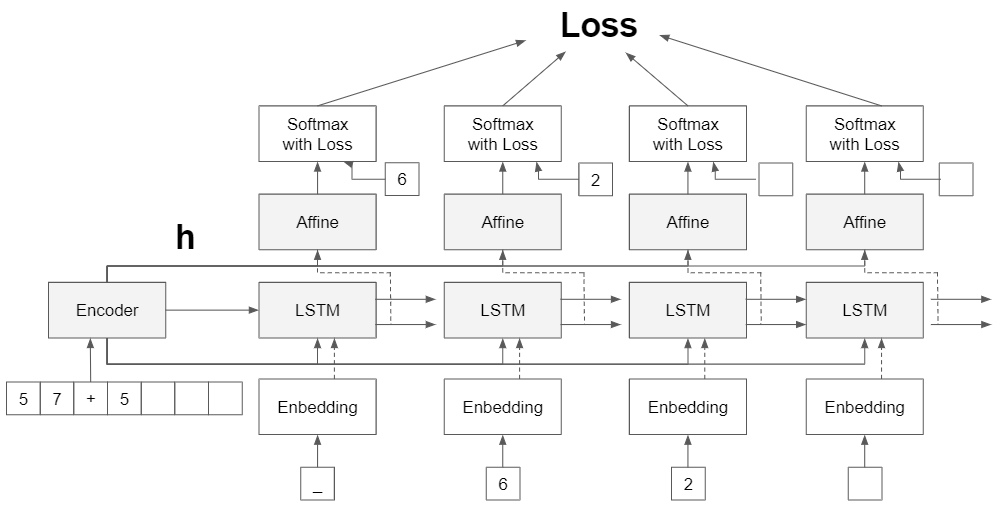 Loss
Softmax
with Loss
Softmax
with Loss
Softmax
with Loss
Softmax
with Loss
6
2
Affine
Affine
Affine
Affine
h
Encoder
LSTM
LSTM
LSTM
LSTM
5 7 + 5
Enbedding
Enbedding
Enbedding
Enbedding
_
6
2